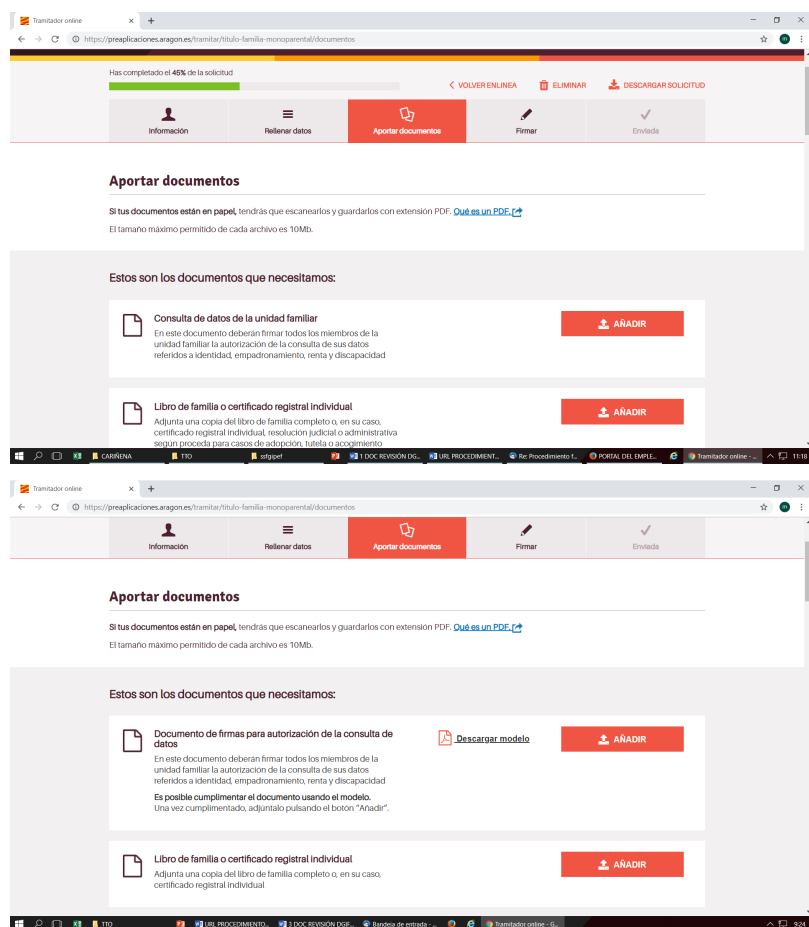 Tramitador online
https://preaplicaciones.aragon.es/tramitar/titulo-familia-monoparental/documentos
m
Has completado el 45% de la solicitud
VOLVER ENLINEA
ELIMINAR
DESCARGAR SOLICITUD
Información
Rellenar datos
Aportar documentos
Firmar
Enviada
Aportar documentos
Si tus documentos están en papel, tendrás que escanearlos y guardarlos con extensión PDF. Qué es un PDF.
El tamaño máximo permitido de cada archivo es 10Mb.
Estos son los documentos que necesitamos:
Consulta de datos de la unidad familiar
AÑADIR
En este documento deberán firmar todos los miembros de la
unidad familiar la autorización de la consulta de sus datos
referidos a identidad, empadronamiento, renta y discapacidad
Libro de familia o certificado registral individual
AÑADIR
Adjunta una copia del libro de familia completo o, en su caso,
certificado registral individual, resolución judicial o administrativa
según proceda para casos de adopción, tutela o acogimiento
CARIÑENA TTO ssfgipef 1 DOC REVISIÓN DG... URL PROCEDIMIENT... Re: Procedimiento f... PORTAL DEL EMPLE... Tramitador online - ... 11:18
Tramitador online
https://preaplicaciones.aragon.es/tramitar/titulo-familia-monoparental/documentos
m
Información
Rellenar datos
Aportar documentos
Firmar
Enviada
Aportar documentos
Si tus documentos están en papel, tendrás que escanearlos y guardarlos con extensión PDF. Qué es un PDF.
El tamaño máximo permitido de cada archivo es 10Mb.
Estos son los documentos que necesitamos:
Documento de firmas para autorización de la consulta de
datos
Descargar modelo
AÑADIR
En este documento deberán firmar todos los miembros de la
unidad familiar la autorización de la consulta de sus datos
referidos a identidad, empadronamiento, renta y discapacidad
Es posible cumplimentar el documento usando el modelo.
Una vez cumplimentado, adjúntalo pulsando el botón "Añadir".
Libro de familia o certificado registral individual
AÑADIR
Adjunta una copia del libro de familia completo o, en su caso,
certificado registral individual
TTO URL PROCEDIMIENTO... 3 DOC REVISIÓN DGIF... Bandeja de entrada - ... Tramitador online - G... 9:24